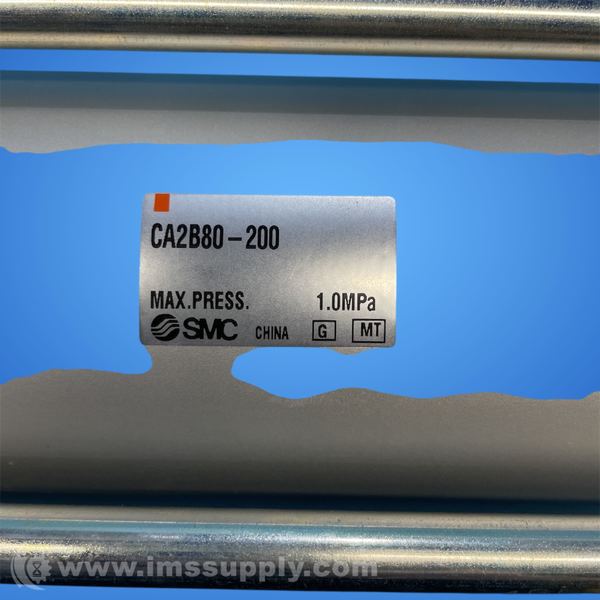 CA2B80-200
MAX.PRESS. 1.0MPa
SMC CHINA G MT
www.imssupply.com/